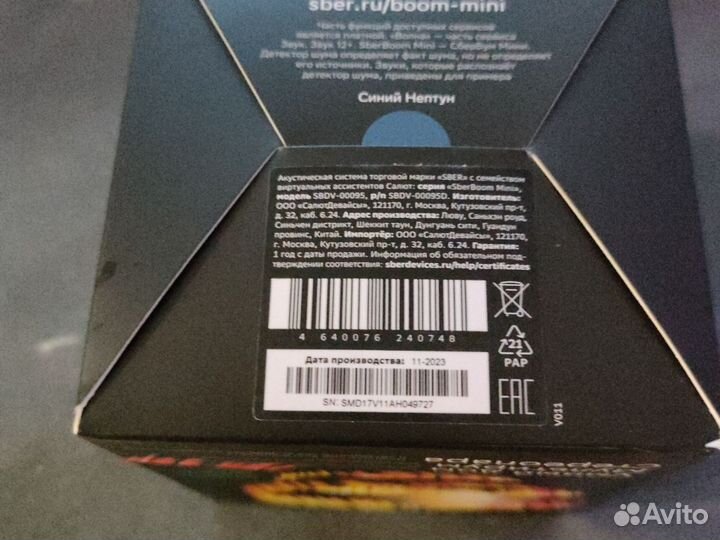 sber.ru/boom-mini
Часть функций доступных сервисов
является платной. «Волна» — часть сервиса
Звук. Звук 12+. SberBoom Mini — СберБум Мини.
Детектор шума определяет факт шума, но не определяет
его источники. Звуки, которые распознаёт
детектор шума, приведены для примера
Синий Нептун
Акустическая система торговой марки «SBER» с семейством
виртуальных ассистентов Салют: серия «SberBoom Mini»,
модель SBDV-00095, p/n SBDV-00095D. Изготовитель:
ООО «СалютДевайсы», 121170, г. Москва, Кутузовский пр-т,
д. 32, каб. 6.24. Адрес производства: Люву, Саньхэн роуд,
Синьчен дистрикт, Шеккит таун, Дунгуань сити, Гуандун
провинс, Китай. Импортёр: ООО «СалютДевайсы», 121170,
г. Москва, Кутузовский пр-т, д. 32, каб. 6.24. Гарантия:
1 год с даты продажи. Информация об обязательном под-
тверждении соответствия: sberdevices.ru/help/certificates
4 640076 240748
21
PAP
Дата производства: 11-2023
SN: SMD17V11AH049727
EAC
V011
Avito